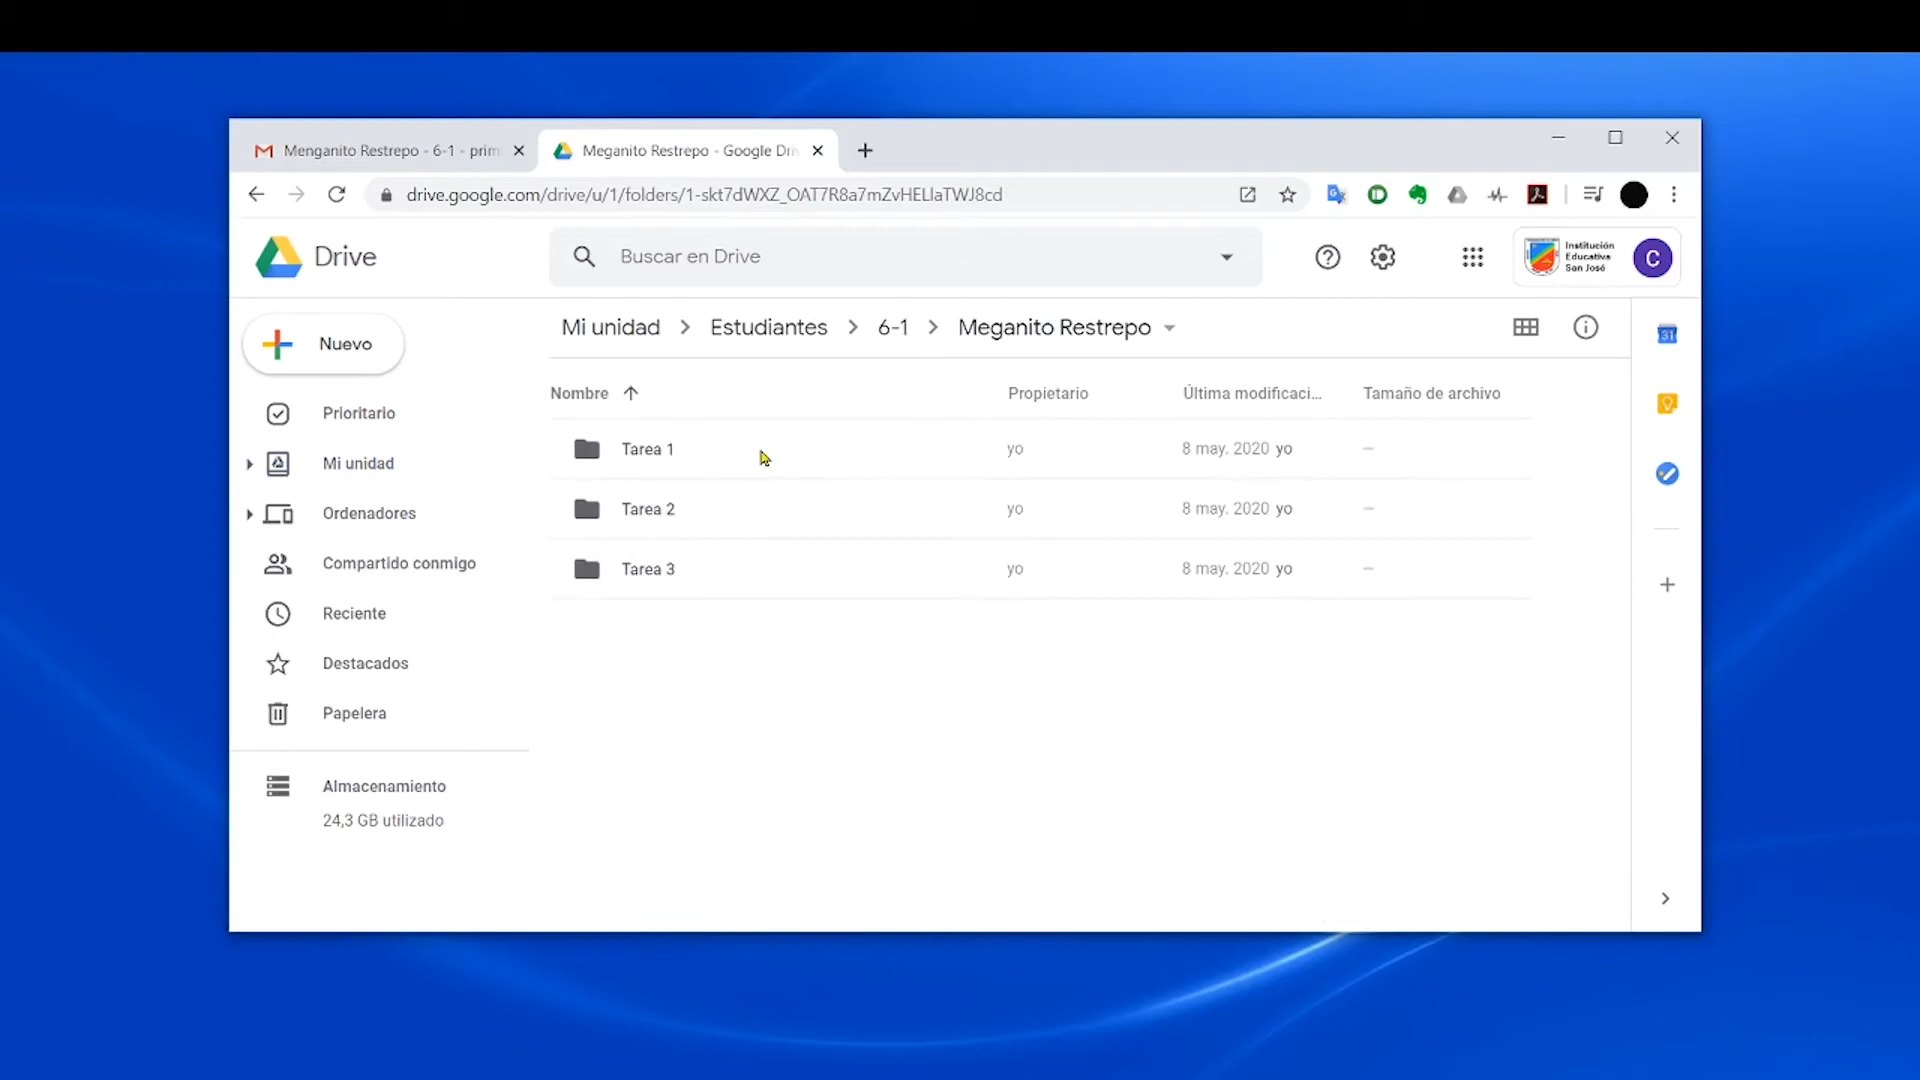 Menganito Restrepo - 6-1 - prim
Meganito Restrepo - Google Dri
drive.google.com/drive/u/1/folders/1-skt7dWXZ_OAT7R8a7mZvHELlaTWJ8cd
Drive
Buscar en Drive
Institución
Educativa
San José
C
Nuevo
Mi unidad
Estudiantes
6-1
Meganito Restrepo
31
Nombre
Propietario
Última modificaci...
Tamaño de archivo
Prioritario
Tarea 1
yo
8 may. 2020 yo
–
Mi unidad
Tarea 2
yo
8 may. 2020 yo
–
Ordenadores
Compartido conmigo
Tarea 3
yo
8 may. 2020 yo
–
Reciente
Destacados
Papelera
Almacenamiento
24,3 GB utilizado